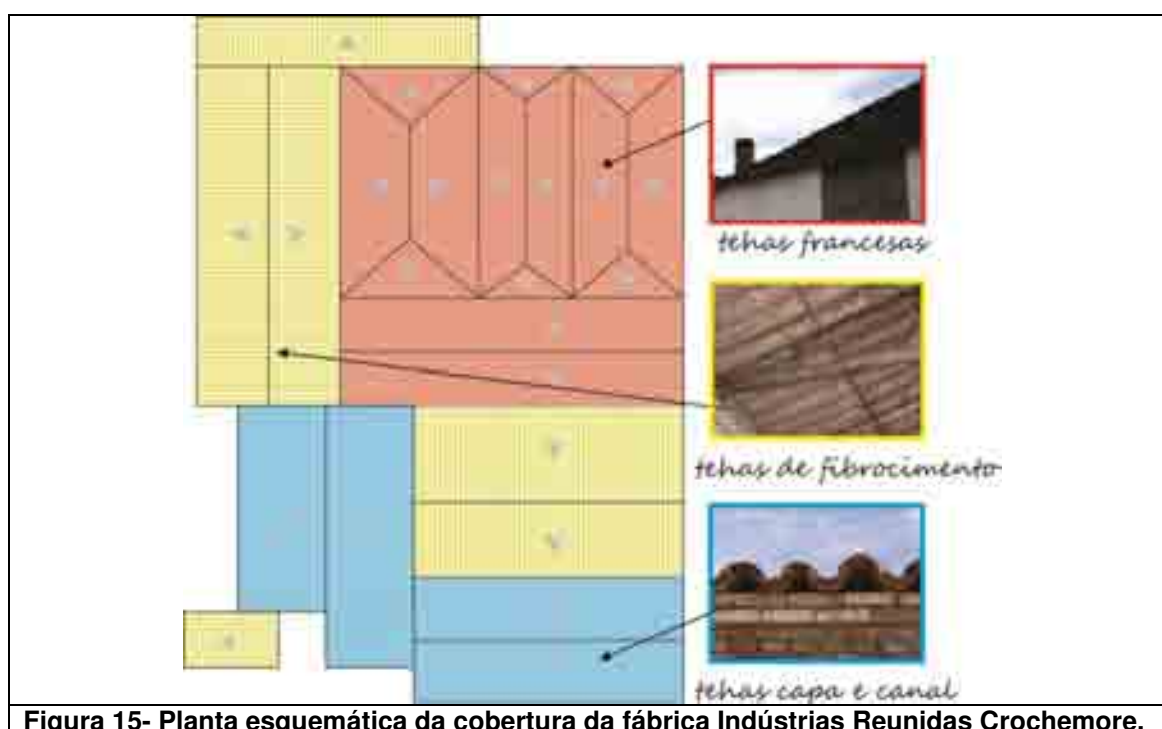 tehas francesas
tehas de fibrocimento
tehas capa e canal
Figura 15- Planta esquemática da cobertura da fábrica Indústrias Reunidas Crochemore.